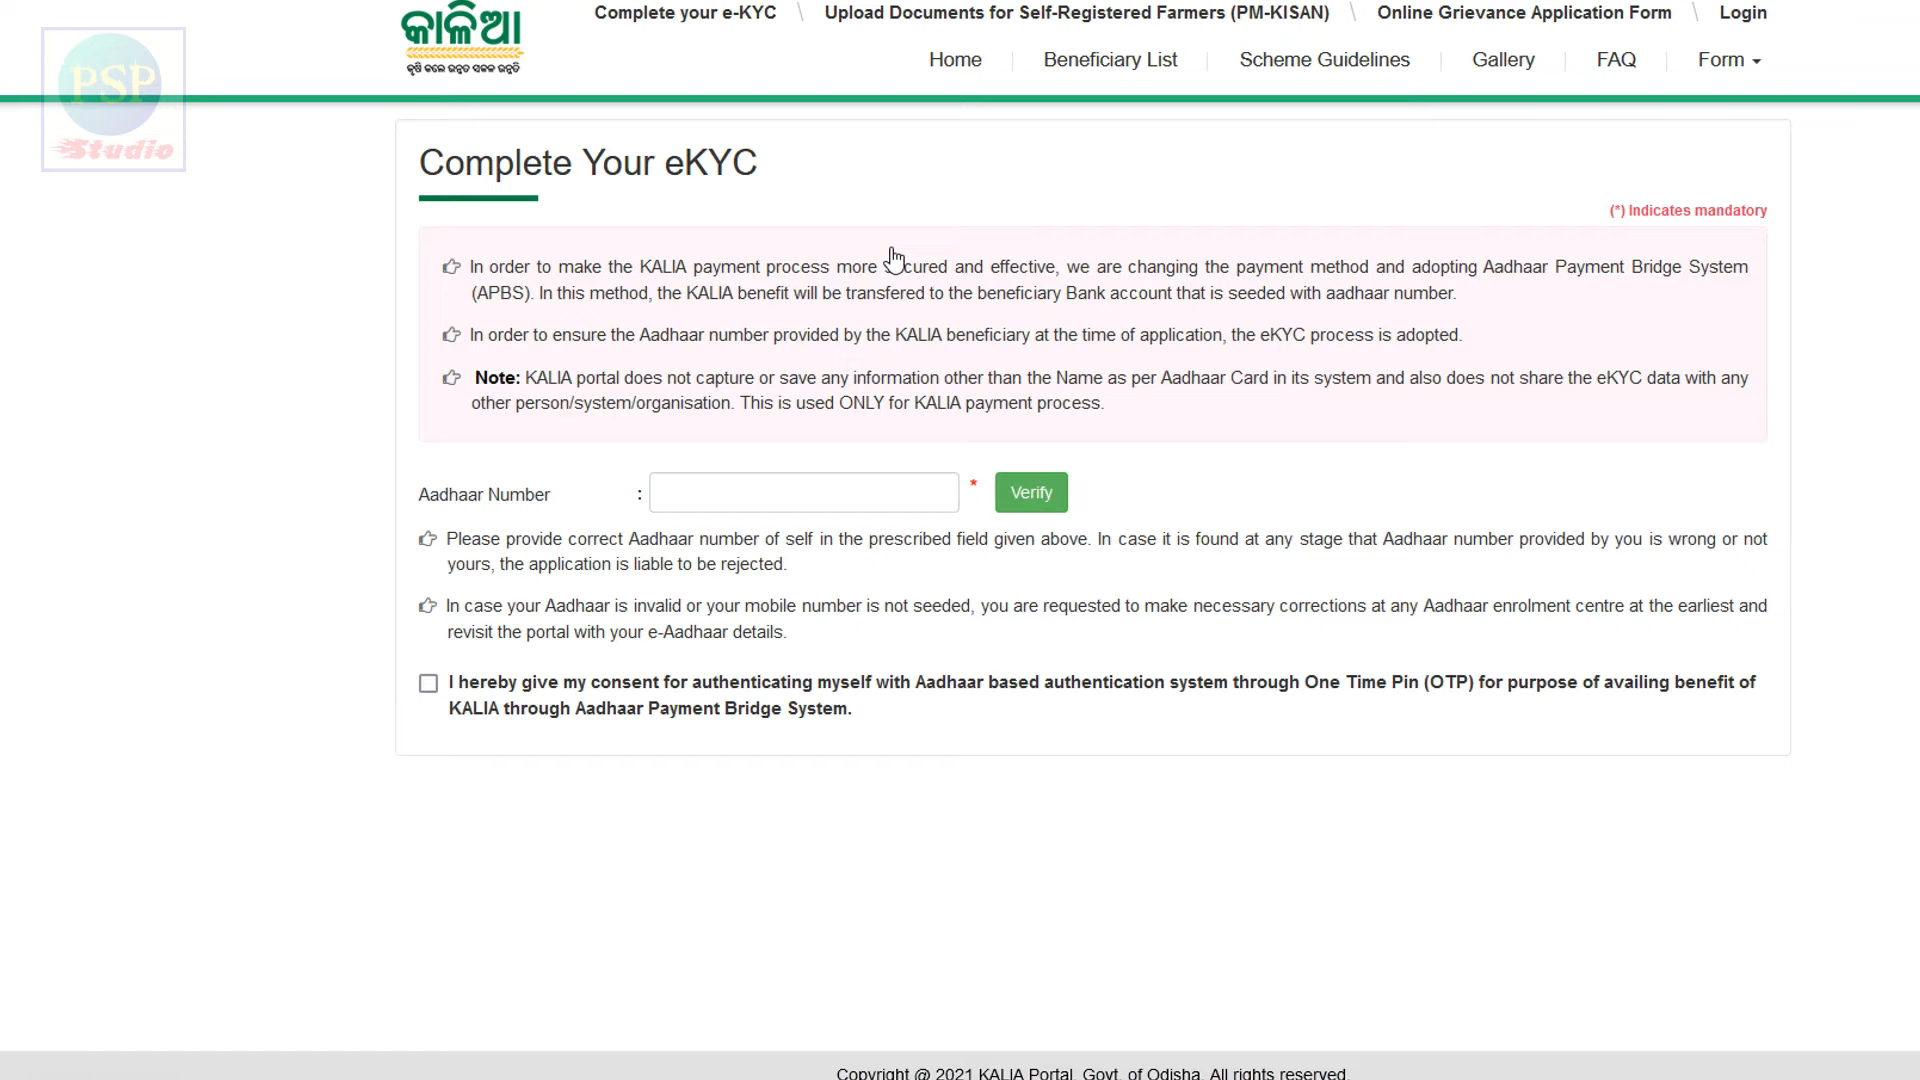 PSP
Studio
କାଳିଆ
କୃଷି କଲେ ଉନ୍ନତ ସକଳ ଉନ୍ନତି
Complete your e-KYC \ Upload Documents for Self-Registered Farmers (PM-KISAN) \ Online Grievance Application Form \ Login
Home | Beneficiary List | Scheme Guidelines | Gallery | FAQ | Form
Complete Your eKYC
(*) Indicates mandatory
In order to make the KALIA payment process more secured and effective, we are changing the payment method and adopting Aadhaar Payment Bridge System
(APBS). In this method, the KALIA benefit will be transfered to the beneficiary Bank account that is seeded with aadhaar number.
In order to ensure the Aadhaar number provided by the KALIA beneficiary at the time of application, the eKYC process is adopted.
Note: KALIA portal does not capture or save any information other than the Name as per Aadhaar Card in its system and also does not share the eKYC data with any
other person/system/organisation. This is used ONLY for KALIA payment process.
Aadhaar Number : * Verify
Please provide correct Aadhaar number of self in the prescribed field given above. In case it is found at any stage that Aadhaar number provided by you is wrong or not
yours, the application is liable to be rejected.
In case your Aadhaar is invalid or your mobile number is not seeded, you are requested to make necessary corrections at any Aadhaar enrolment centre at the earliest and
revisit the portal with your e-Aadhaar details.
I hereby give my consent for authenticating myself with Aadhaar based authentication system through One Time Pin (OTP) for purpose of availing benefit of
KALIA through Aadhaar Payment Bridge System.
Copyright @ 2021 KALIA Portal, Govt. of Odisha. All rights reserved.